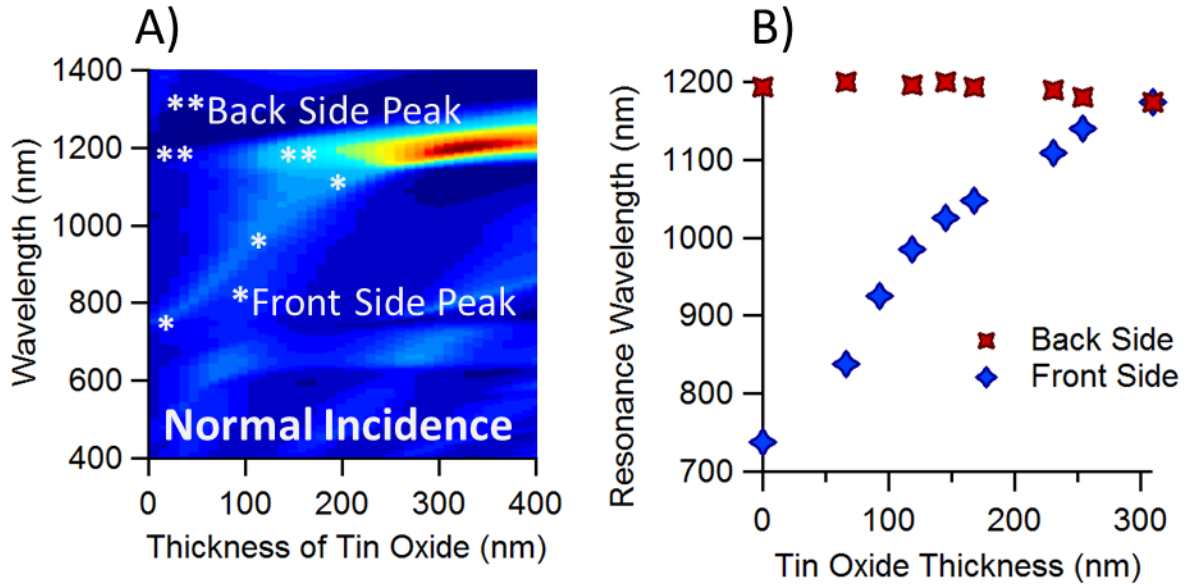 A)
1400
1200
1000
800
600
400
Wavelength (nm)
**Back Side Peak
**
**
*
*
*Front Side Peak
*
Normal Incidence
0 100 200 300 400
Thickness of Tin Oxide (nm)
B)
1200
1100
1000
900
800
700
Resonance Wavelength (nm)
Back Side
Front Side
0 100 200 300
Tin Oxide Thickness (nm)